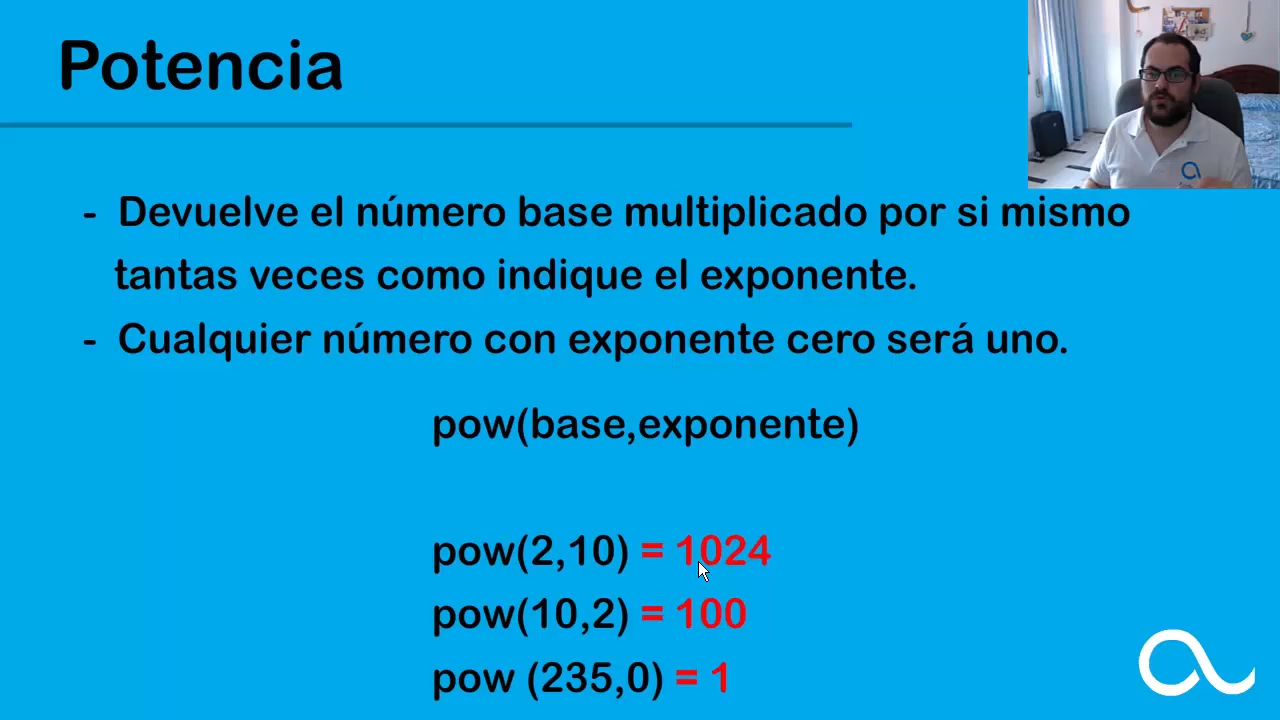 Potencia
- Devuelve el número base multiplicado por si mismo
tantas veces como indique el exponente.
- Cualquier número con exponente cero será uno.
pow(base,exponente)
pow(2,10) = 1024
pow(10,2) = 100
pow (235,0) = 1